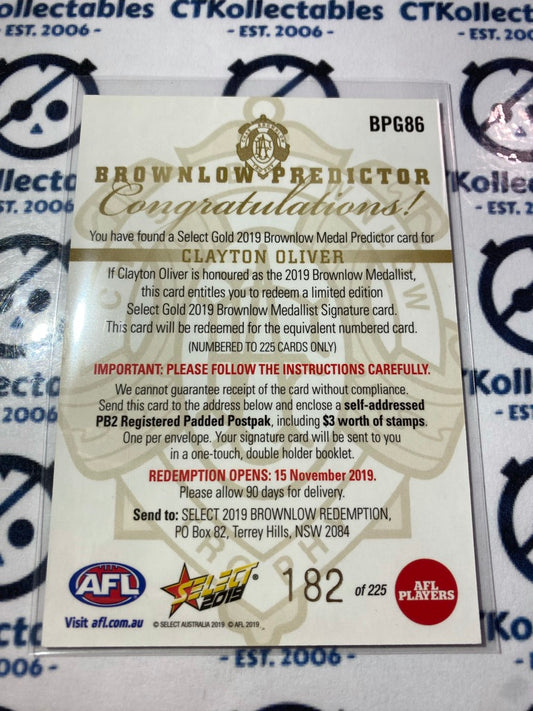 CTKollectables
- EST. 2006 -
BPG86
BROWNLOW PREDICTOR
Congratulations!
You have found a Select Gold 2019 Brownlow Medal Predictor card for
CLAYTON OLIVER
If Clayton Oliver is honoured as the 2019 Brownlow Medallist,
this card entitles you to redeem a limited edition
Select Gold 2019 Brownlow Medallist Signature card.
This card will be redeemed for the equivalent numbered card.
(NUMBERED TO 225 CARDS ONLY)
IMPORTANT: PLEASE FOLLOW THE INSTRUCTIONS CAREFULLY.
We cannot guarantee receipt of the card without compliance.
Send this card to the address below and enclose a self-addressed
PB2 Registered Padded Postpak, including $3 worth of stamps.
One per envelope. Your signature card will be sent to you
in a one-touch, double holder booklet.
REDEMPTION OPENS: 15 November 2019.
Please allow 90 days for delivery.
Send to: SELECT 2019 BROWNLOW REDEMPTION,
PO Box 82, Terrey Hills, NSW 2084
AFL
SELECT
2019
182 of 225
AFL
PLAYERS
Visit afl.com.au
© SELECT AUSTRALIA 2019 © AFL 2019
CTKollectables
- EST. 2006 -